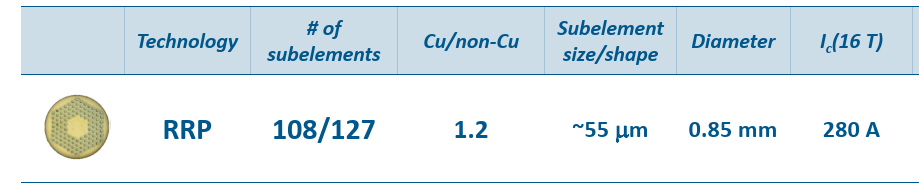 Technology
# of
subelements
Cu/non-Cu
Subelement
size/shape
Diameter
Ic(16 T)
RRP
108/127
1.2
~55 μm
0.85 mm
280 A